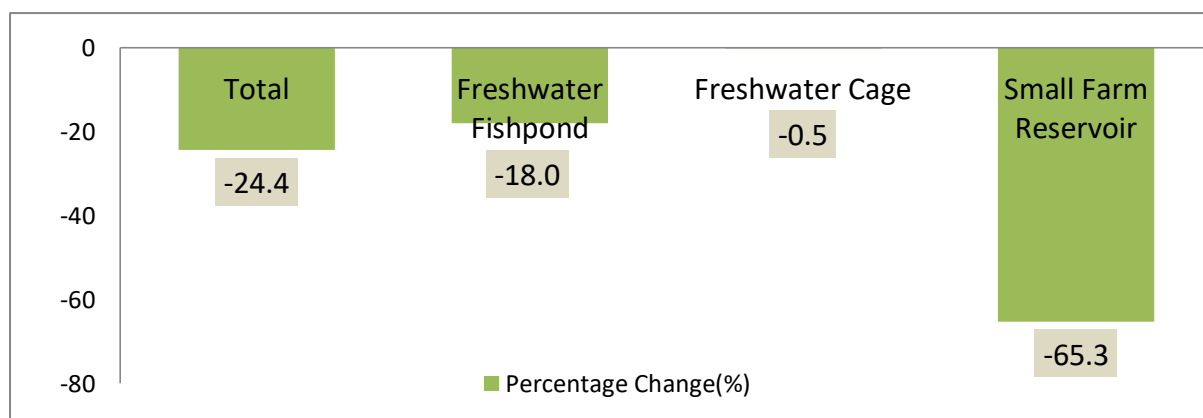 0
-20
-40
-60
-80
Total
-24.4
Freshwater
Fishpond
-18.0
Freshwater Cage
-0.5
Small Farm
Reservoir
-65.3
Percentage Change(%)